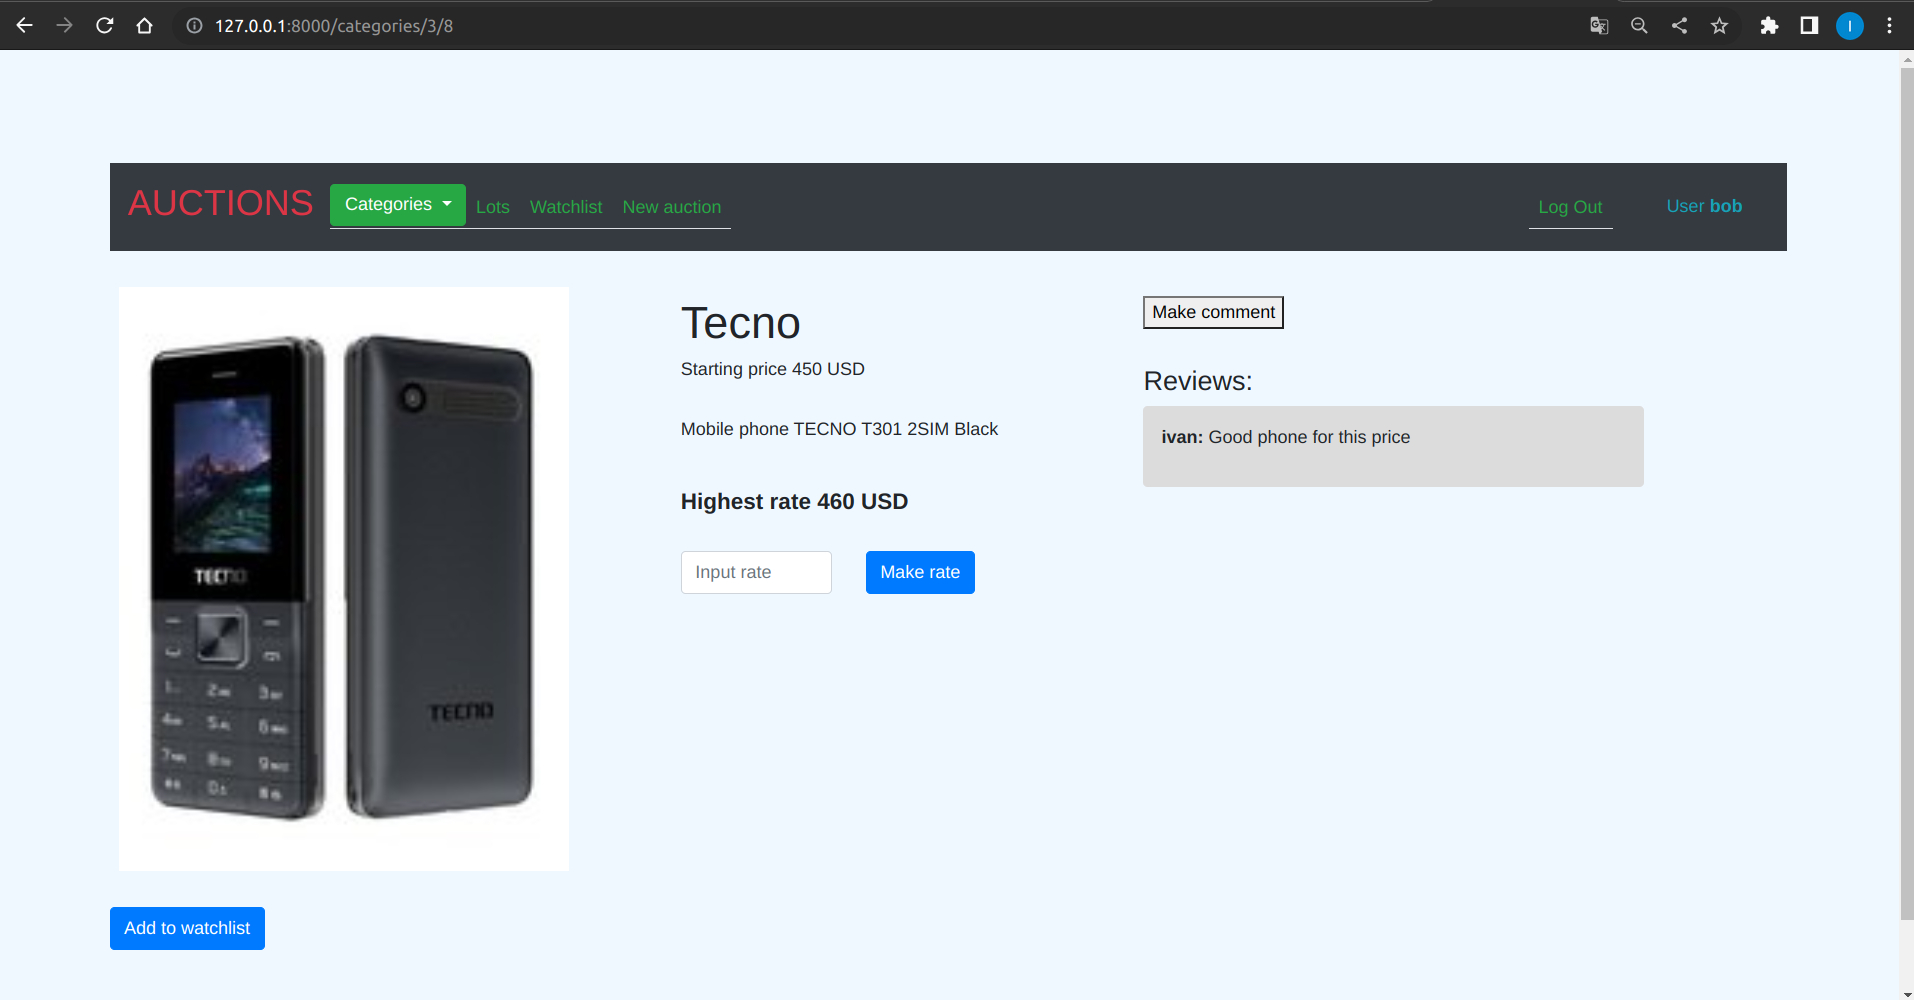 127.0.0.1:8000/categories/3/8
I
AUCTIONS
Categories
Lots
Watchlist
New auction
Log Out
User bob
TECNO
TECNO
Tecno
Starting price 450 USD
Mobile phone TECNO T301 2SIM Black
Highest rate 460 USD
Input rate
Make rate
Make comment
Reviews:
ivan: Good phone for this price
Add to watchlist